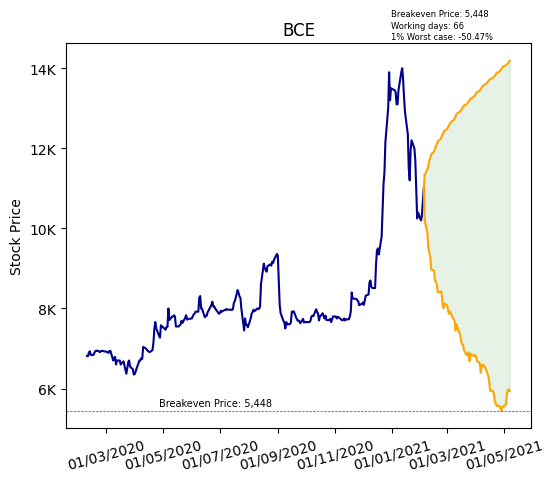 Breakeven Price: 5,448
Working days: 66
1% Worst case: -50.47%
BCE
Stock Price
14K
12K
10K
8K
6K
Breakeven Price: 5,448
01/03/2020
01/05/2020
01/07/2020
01/09/2020
01/11/2020
01/01/2021
01/03/2021
01/05/2021